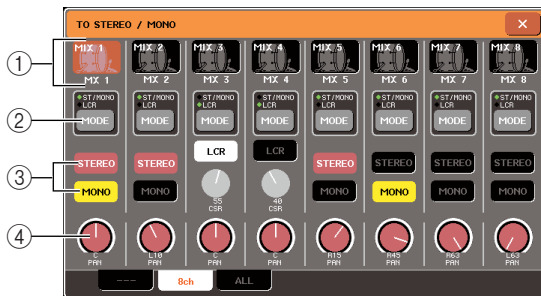 TO STEREO / MONO
×
① MIX 1 MIX 2 MIX 3 MIX 4 MIX 5 MIX 6 MIX 7 MIX 8
MX 1 MX 2 MX 3 MX 4 MX 5 MX 6 MX 7 MX 8
ST/MONO ST/MONO ST/MONO ST/MONO ST/MONO ST/MONO ST/MONO ST/MONO
LCR LCR LCR LCR LCR LCR LCR LCR
② MODE MODE MODE MODE MODE MODE MODE MODE
LCR LCR
③ STEREO STEREO STEREO STEREO STEREO STEREO
MONO MONO 55 40 MONO MONO MONO MONO
CSR CSR
④
C L10 C C R15 R45 R63 L63
PAN PAN PAN PAN PAN PAN PAN PAN
--- 8ch ALL